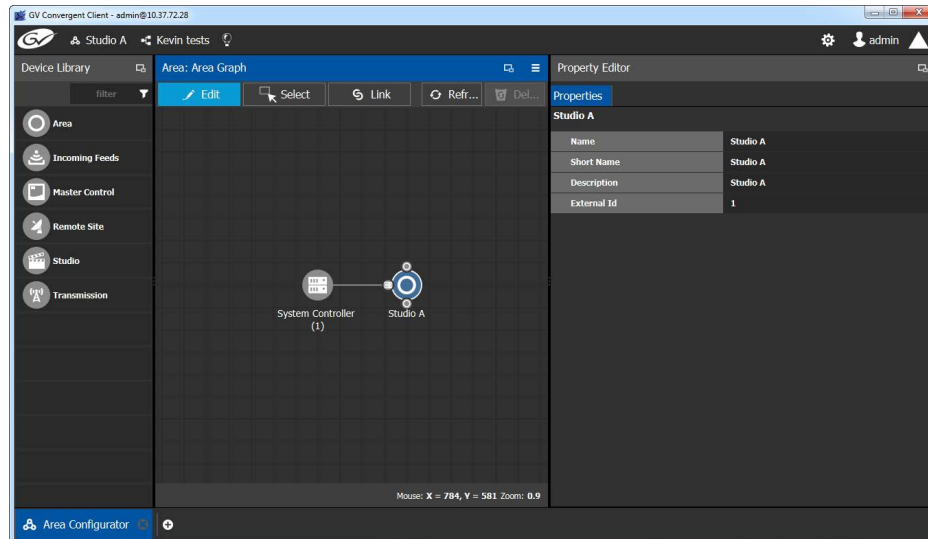 GV Convergent Client - admin@10.37.72.28
GV Studio A Kevin tests admin
Device Library
Area: Area Graph
Property Editor
filter
Edit Select Link Refr... Del...
Properties
Studio A
Area
Incoming Feeds
Master Control
Remote Site
Studio
Transmission
Name Studio A
Short Name Studio A
Description Studio A
External Id 1
System Controller
(1)
Studio A
Mouse: X = 784, Y = 581 Zoom: 0.9
Area Configurator